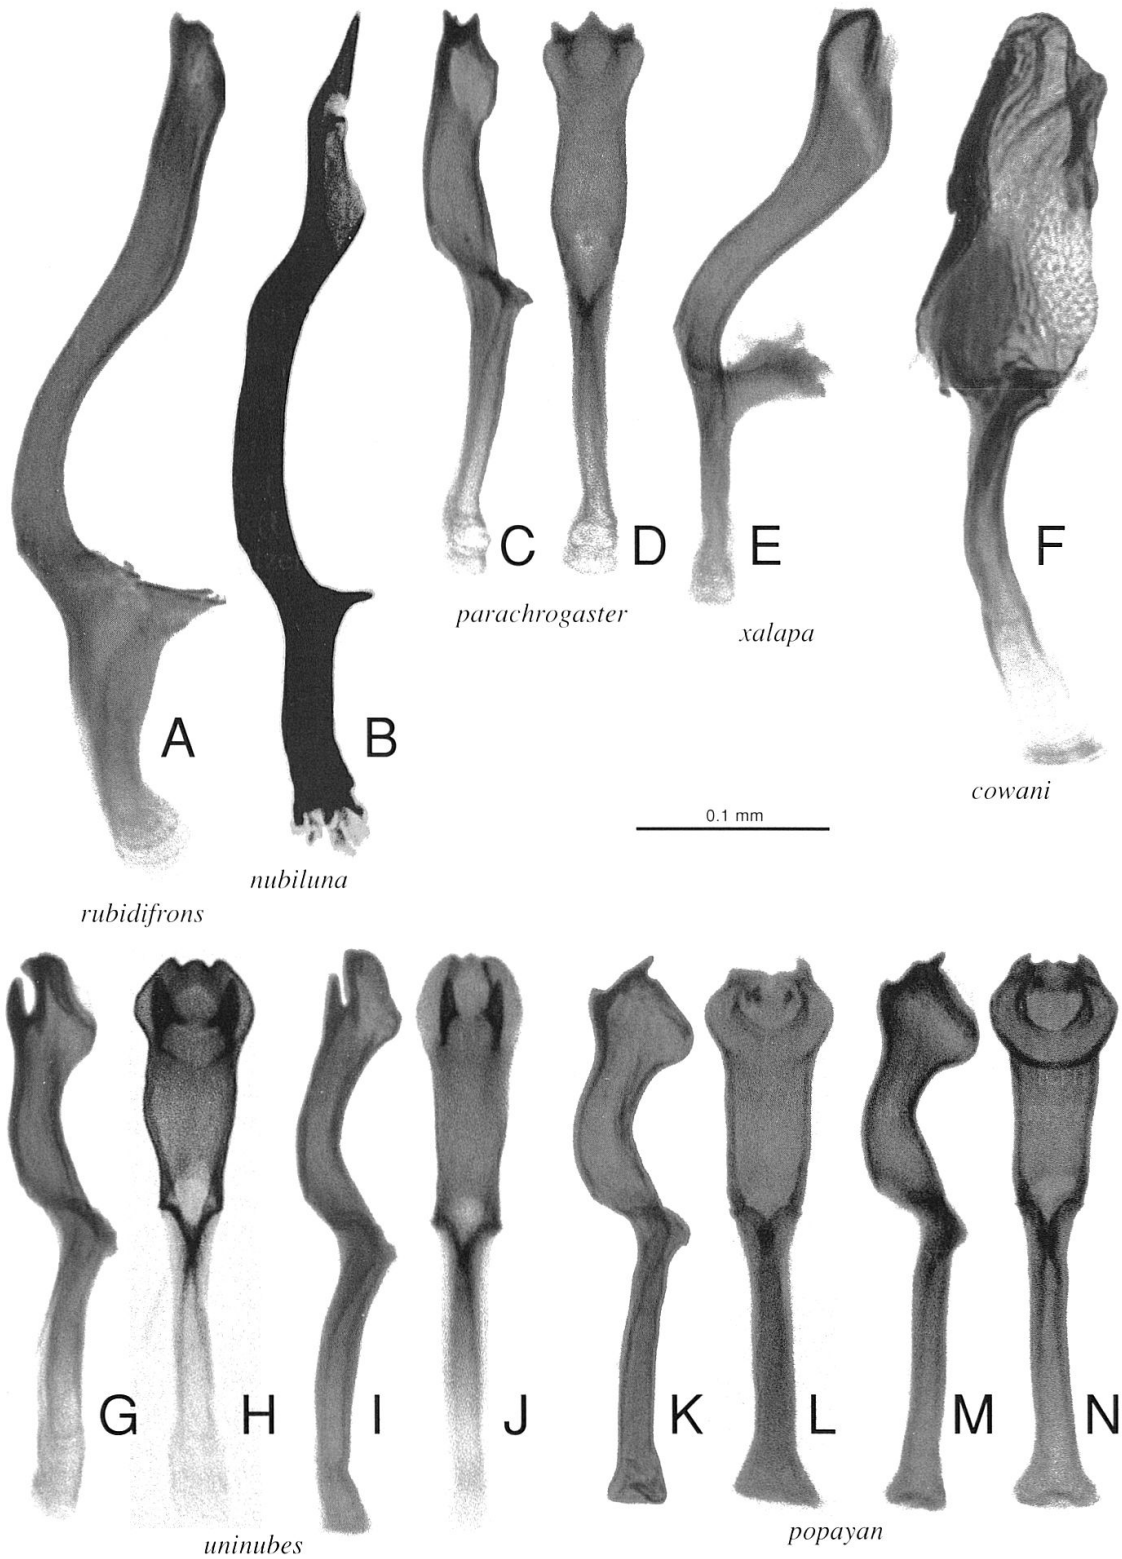 C
D
E
F
parachrogaster
xalapa
A
B
cowani
0.1 mm
nubiluna
rubidifrons
G
H
I
J
K
L
M
N
uninubes
popayan